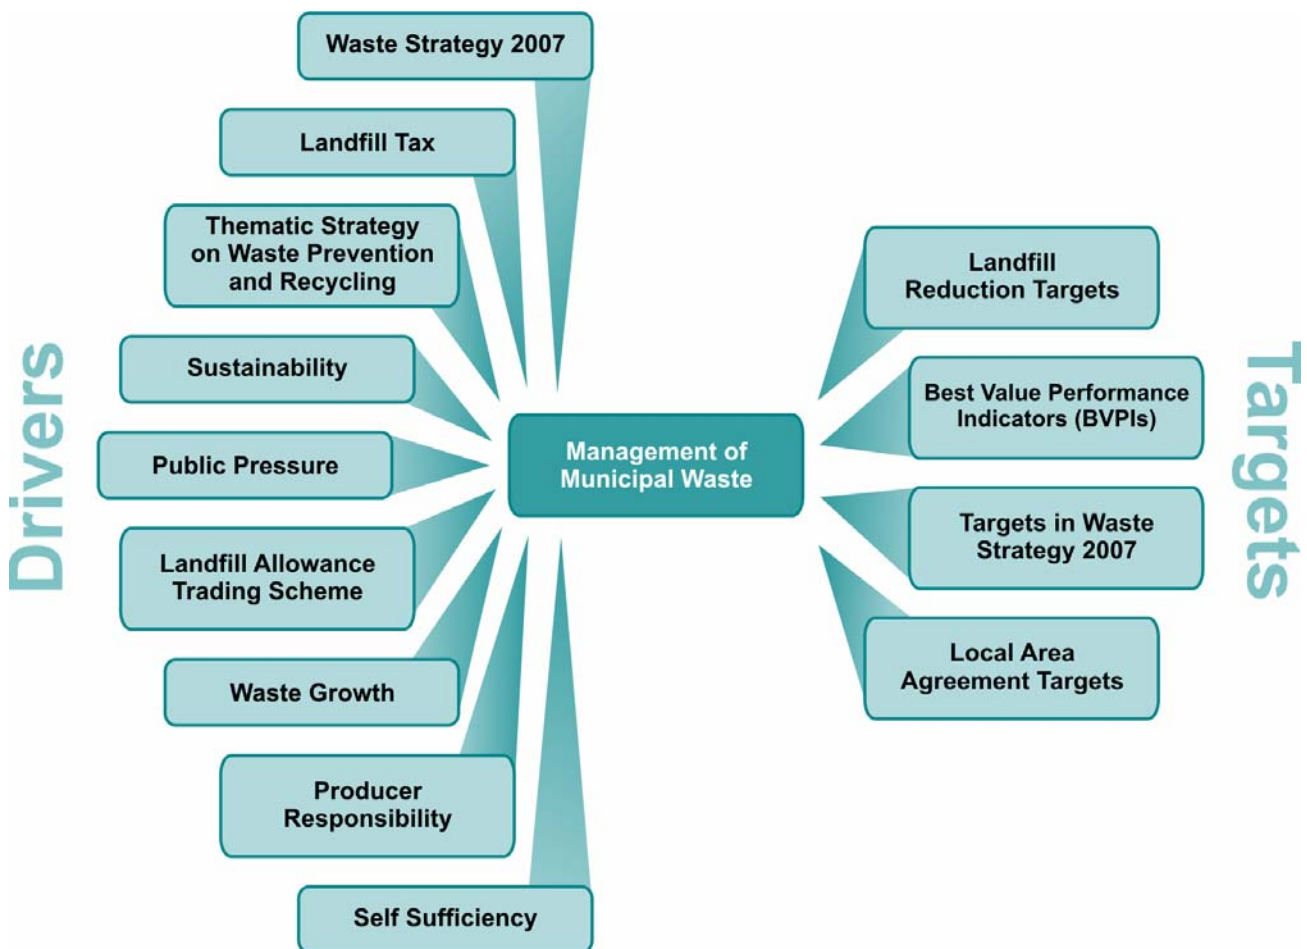 Drivers
Waste Strategy 2007
Landfill Tax
Thematic Strategy
on Waste Prevention
and Recycling
Sustainability
Public Pressure
Landfill Allowance
Trading Scheme
Waste Growth
Producer
Responsibility
Self Sufficiency
Management of
Municipal Waste
Landfill
Reduction Targets
Best Value Performance
Indicators (BVPIs)
Targets in Waste
Strategy 2007
Local Area
Agreement Targets
Targets